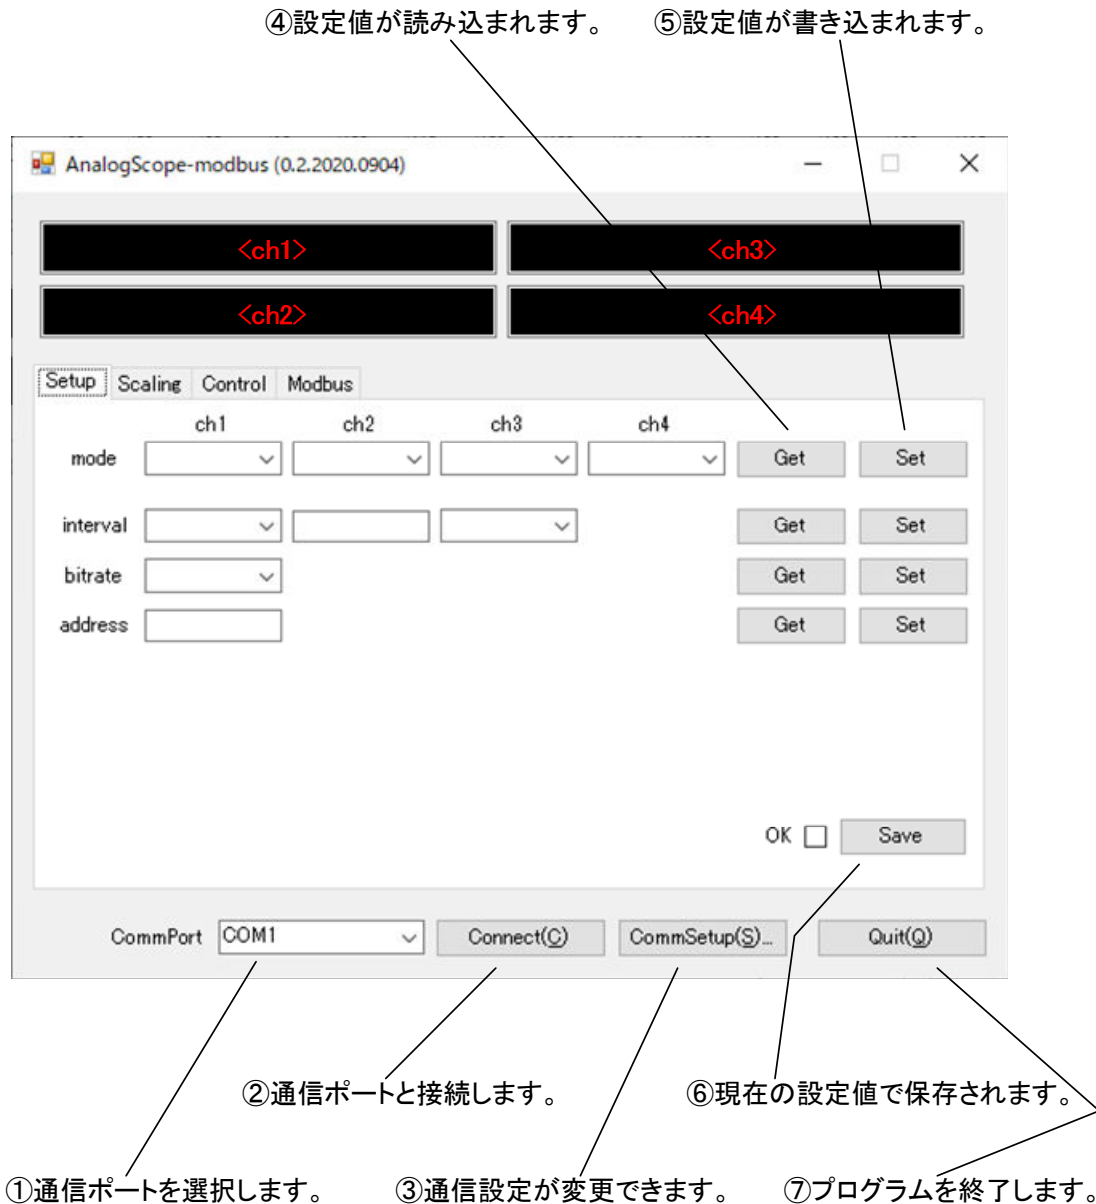 ④設定値が読み込まれます。 ⑤設定値が書き込まれます。
AnalogScope-modbus (0.2.2020.0904)
<ch1> <ch3>
<ch2> <ch4>
Setup Scaling Control Modbus
ch1 ch2 ch3 ch4
mode Get Set
interval Get Set
bitrate Get Set
address Get Set
OK Save
CommPort COM1 Connect(C) CommSetup(S)... Quit(Q)
②通信ポートと接続します。 ⑥現在の設定値で保存されます。
①通信ポートを選択します。 ③通信設定が変更できます。 ⑦プログラムを終了します。